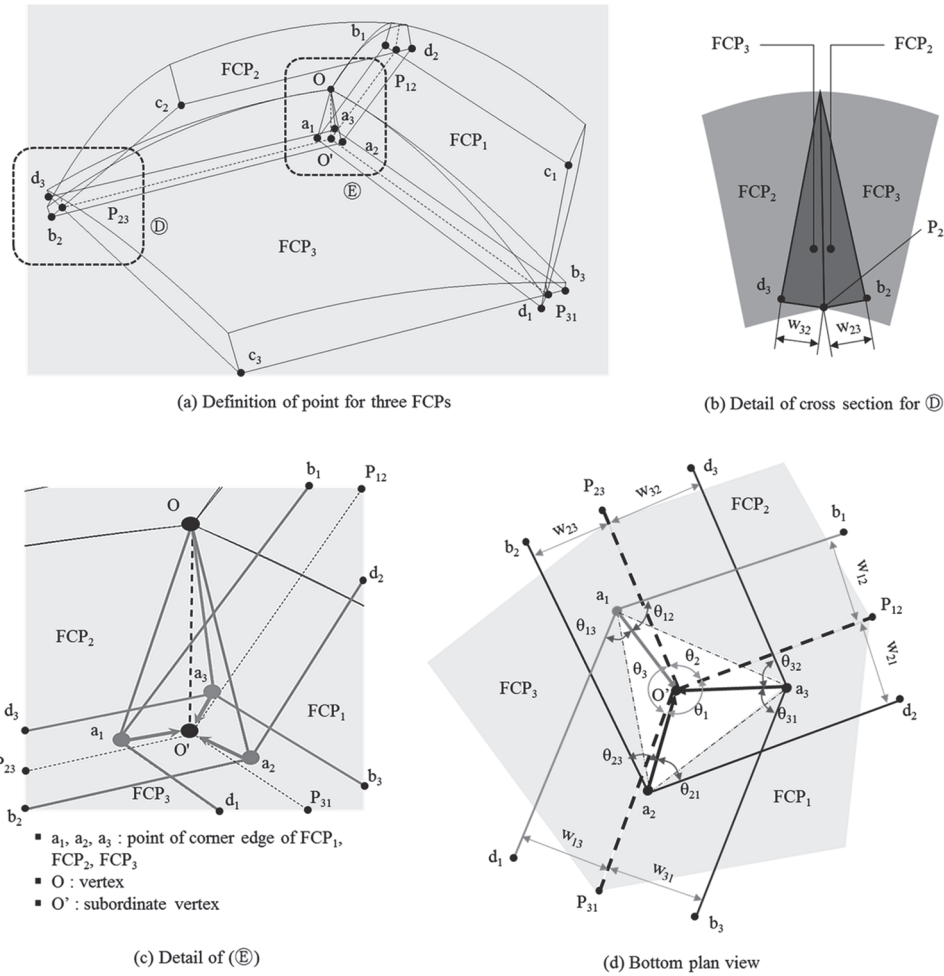 b₁
d₂
FCP₂
P₁₂
O
c₂
a₁
a₃
a₂
O'
FCP₁
c₁
Ⓔ
d₃
P₂₃
b₂
Ⓓ
FCP₃
b₃
d₁
P₃₁
c₃
(a) Definition of point for three FCPs
FCP₃
FCP₂
FCP₂
FCP₃
P₂
d₃
b₂
w₃₂
w₂₃
(b) Detail of cross section for Ⓓ
b₁
P₁₂
O
d₂
FCP₂
a₃
FCP₁
d₃
a₁
O'
a₂
P₂₃
b₃
FCP₃
b₂
d₁
P₃₁
▪ a₁, a₂, a₃ : point of corner edge of FCP₁,
FCP₂, FCP₃
▪ O : vertex
▪ O’ : subordinate vertex
(c) Detail of (Ⓔ)
d₃
P₂₃
w₃₂
FCP₂
w₂₃
b₁
b₂
w₁₂
a₁
θ₁₂
P₁₂
θ₁₃
w₂₁
θ₂
θ₃₂
θ₃
FCP₃
O'
a₃
θ₁
θ₃₁
d₂
θ₂₃
θ₂₁
a₂
FCP₁
w₁₃
d₁
w₃₁
P₃₁
b₃
(d) Bottom plan view